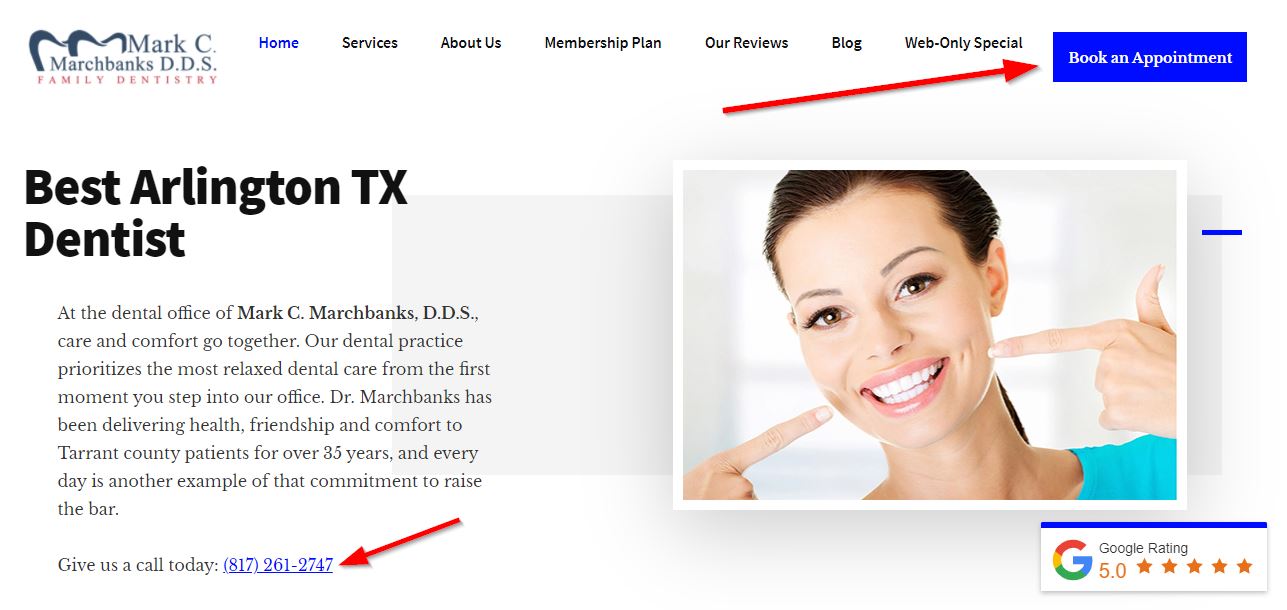 Mark C.
Marchbanks D.D.S.
FAMILY DENTISTRY
Home Services About Us Membership Plan Our Reviews Blog Web-Only Special Book an Appointment
Best Arlington TX
Dentist
At the dental office of Mark C. Marchbanks, D.D.S.,
care and comfort go together. Our dental practice
prioritizes the most relaxed dental care from the first
moment you step into our office. Dr. Marchbanks has
been delivering health, friendship and comfort to
Tarrant county patients for over 35 years, and every
day is another example of that commitment to raise
the bar.
Give us a call today: (817) 261-2747
Google Rating
5.0